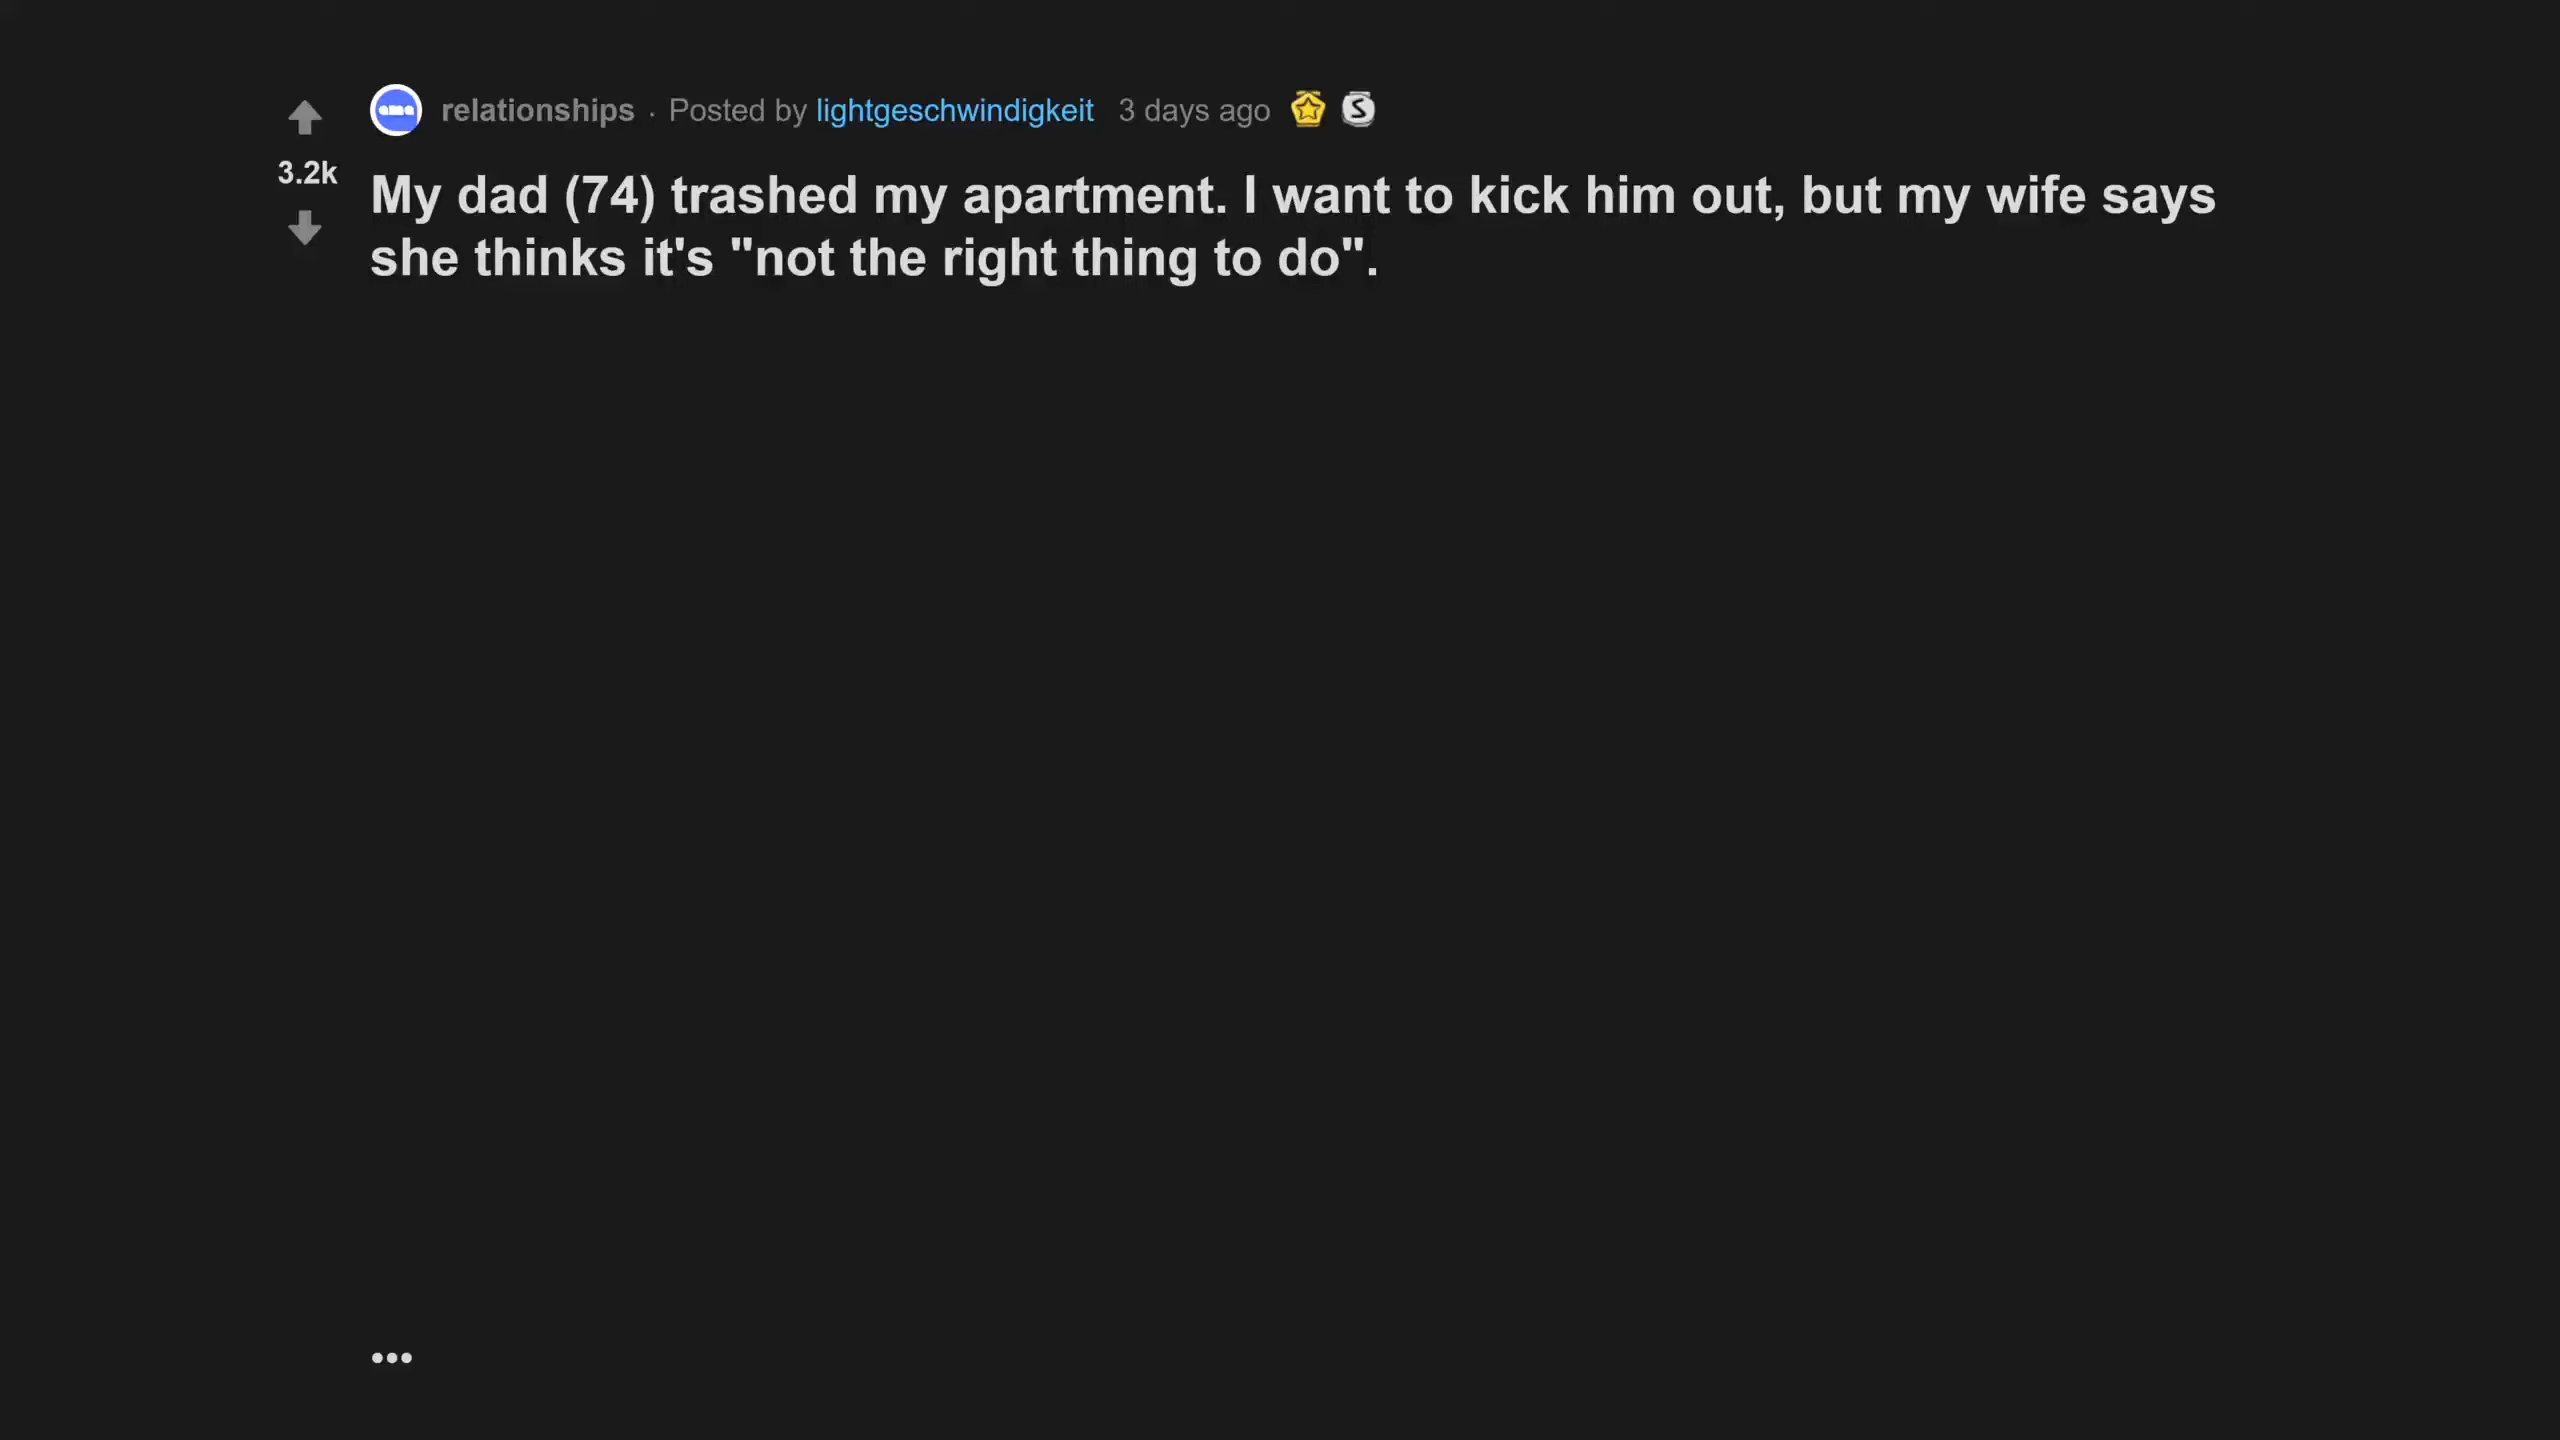 relationships · Posted by lightgeschwindigkeit 3 days ago
3.2k
My dad (74) trashed my apartment. I want to kick him out, but my wife says
she thinks it's "not the right thing to do".
•••